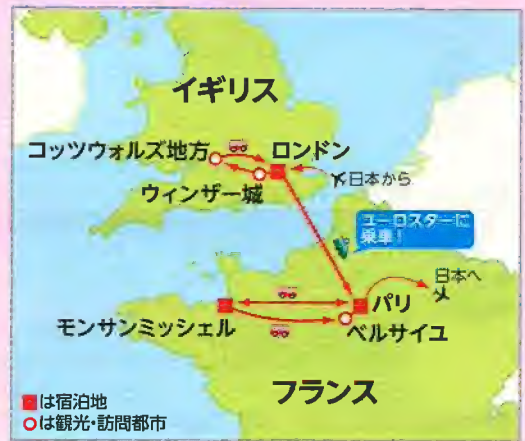 イギリス
コッツウォルズ地方
ロンドン
ウィンザー城
日本から
ユーロスターに
乗車！
日本へ
パリ
モンサンミッシェル
ベルサイユ
フランス
■は宿泊地
○は観光・訪問都市